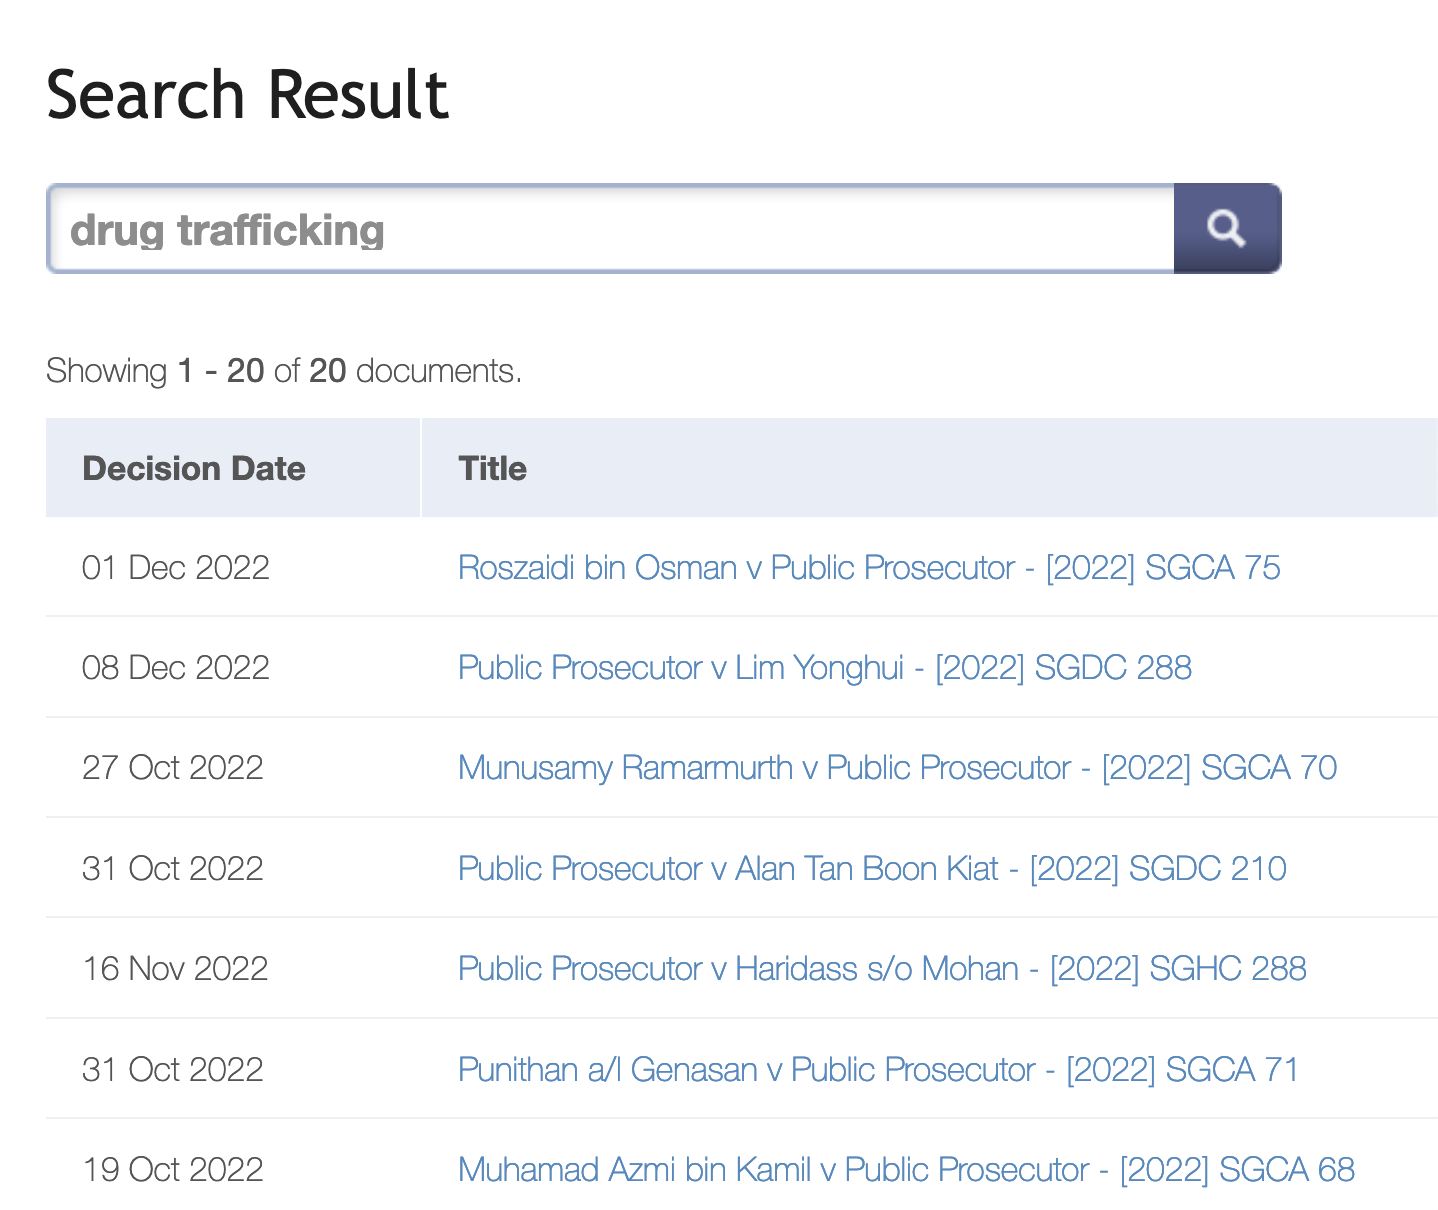 Search Result
drug trafficking
Showing 1 - 20 of 20 documents.
Decision Date Title
01 Dec 2022 Roszaidi bin Osman v Public Prosecutor - [2022] SGCA 75
08 Dec 2022 Public Prosecutor v Lim Yonghui - [2022] SGDC 288
27 Oct 2022 Munusamy Ramarmurth v Public Prosecutor - [2022] SGCA 70
31 Oct 2022 Public Prosecutor v Alan Tan Boon Kiat - [2022] SGDC 210
16 Nov 2022 Public Prosecutor v Haridass s/o Mohan - [2022] SGHC 288
31 Oct 2022 Punithan a/l Genasan v Public Prosecutor - [2022] SGCA 71
19 Oct 2022 Muhamad Azmi bin Kamil v Public Prosecutor - [2022] SGCA 68